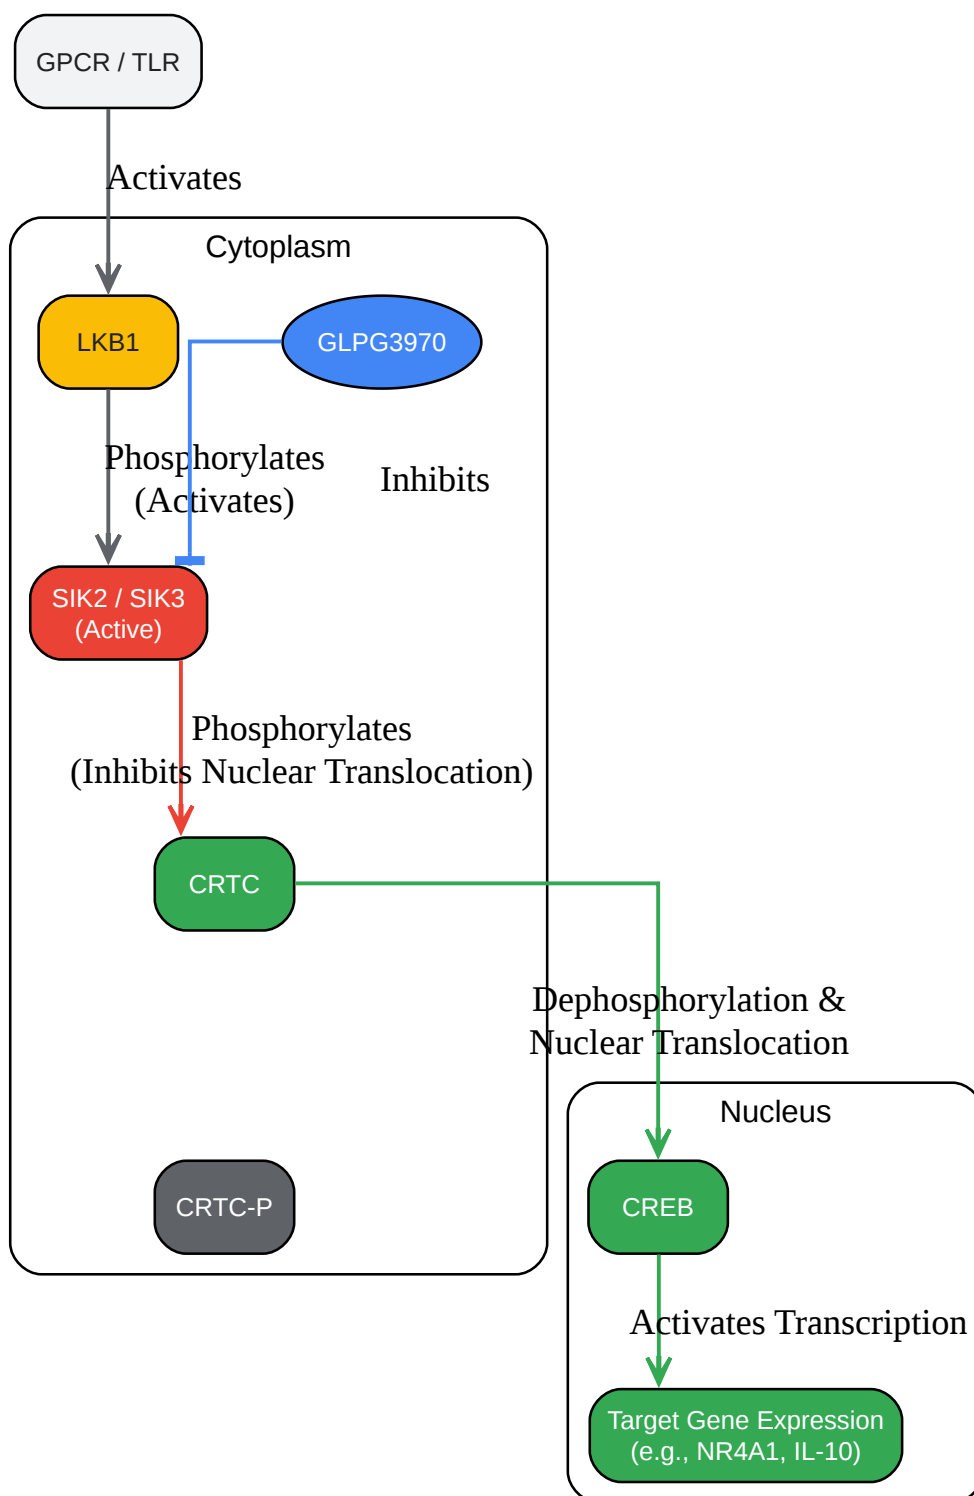 GPCR / TLR
Activates
Cytoplasm
LKB1
GLPG3970
Phosphorylates
(Activates)
Inhibits
SIK2 / SIK3
(Active)
Phosphorylates
(Inhibits Nuclear Translocation)
CRTC
Dephosphorylation &
Nuclear Translocation
Nucleus
CRTC-P
CREB
Activates Transcription
Target Gene Expression
(e.g., NR4A1, IL-10)